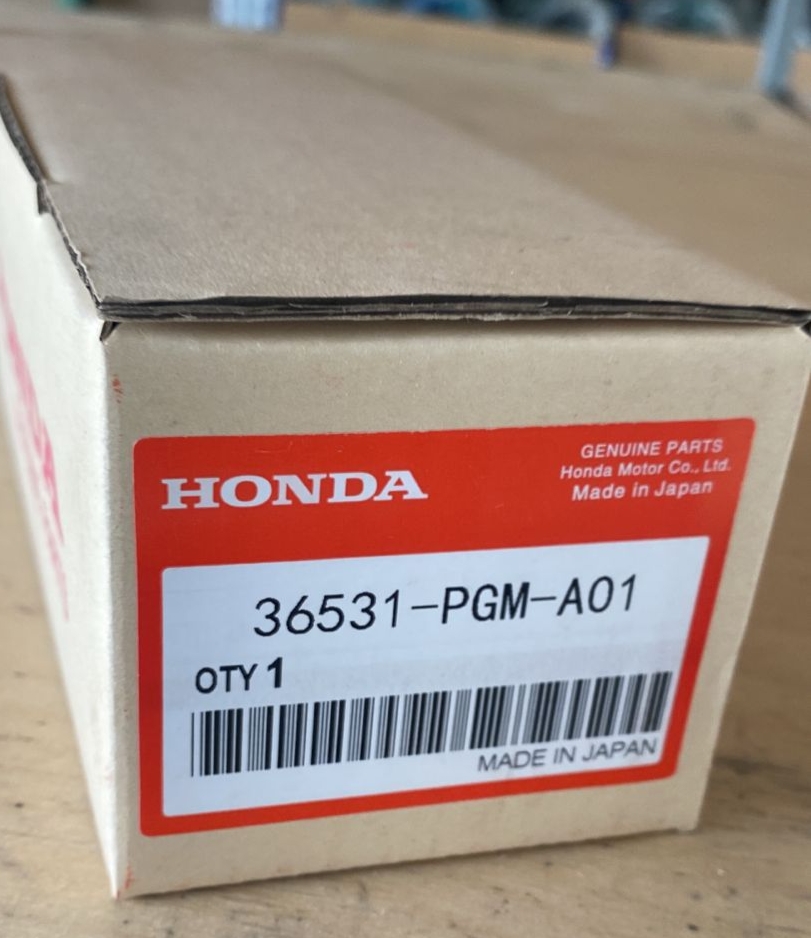 HONDA
GENUINE PARTS
Honda Motor Co., Ltd.
Made in Japan
36531-PGM-A01
QTY 1
MADE IN JAPAN